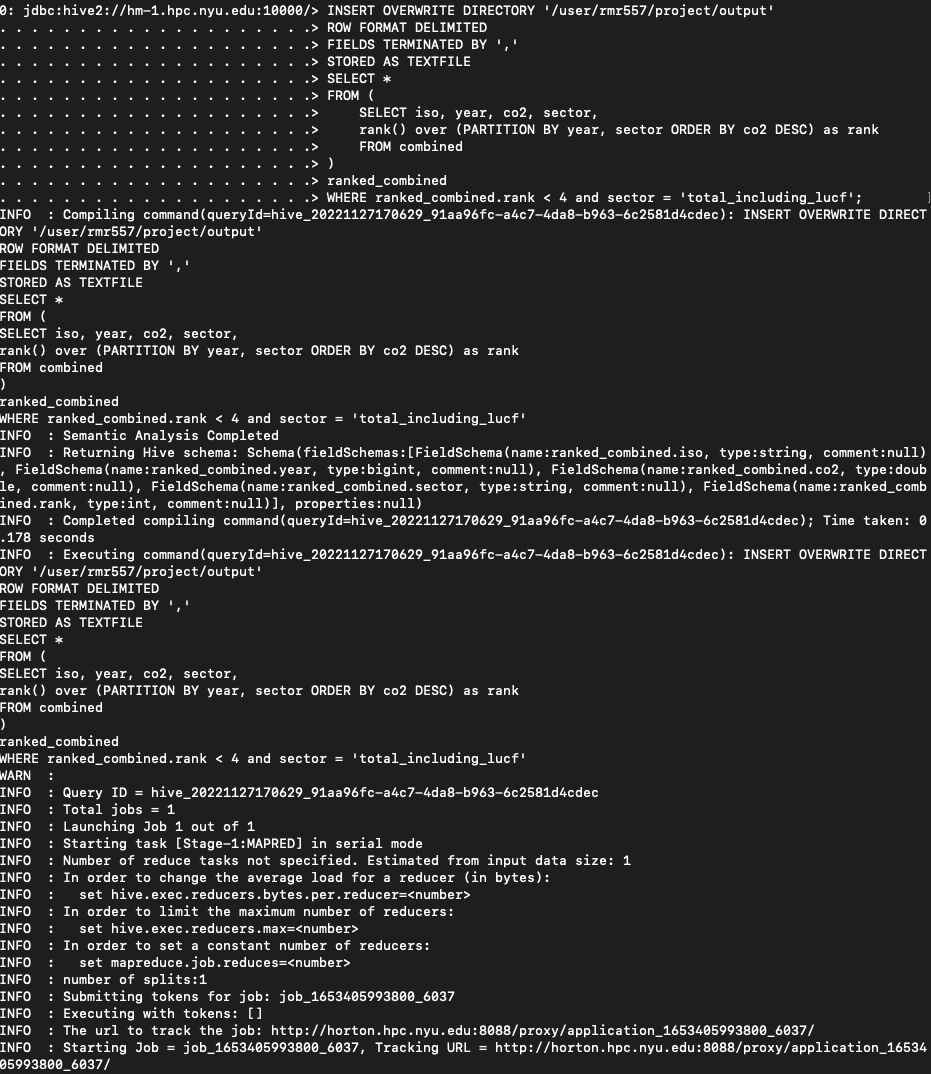 0: jdbc:hive2://hm-1.hpc.nyu.edu:10000/> INSERT OVERWRITE DIRECTORY '/user/rmr557/project/output'
. . . . . . . . . . . . . . . . . . . .> ROW FORMAT DELIMITED
. . . . . . . . . . . . . . . . . . . .> FIELDS TERMINATED BY ','
. . . . . . . . . . . . . . . . . . . .> STORED AS TEXTFILE
. . . . . . . . . . . . . . . . . . . .> SELECT *
. . . . . . . . . . . . . . . . . . . .> FROM (
. . . . . . . . . . . . . . . . . . . .>     SELECT iso, year, co2, sector,
. . . . . . . . . . . . . . . . . . . .>     rank() over (PARTITION BY year, sector ORDER BY co2 DESC) as rank
. . . . . . . . . . . . . . . . . . . .>     FROM combined
. . . . . . . . . . . . . . . . . . . .> )
. . . . . . . . . . . . . . . . . . . .> ranked_combined
. . . . . . . . . . . . . . . . . . . .> WHERE ranked_combined.rank < 4 and sector = 'total_including_lucf';
INFO  : Compiling command(queryId=hive_20221127170629_91aa96fc-a4c7-4da8-b963-6c2581d4cdec): INSERT OVERWRITE DIRECT
ORY '/user/rmr557/project/output'
ROW FORMAT DELIMITED
FIELDS TERMINATED BY ','
STORED AS TEXTFILE
SELECT *
FROM (
SELECT iso, year, co2, sector,
rank() over (PARTITION BY year, sector ORDER BY co2 DESC) as rank
FROM combined
)
ranked_combined
WHERE ranked_combined.rank < 4 and sector = 'total_including_lucf'
INFO  : Semantic Analysis Completed
INFO  : Returning Hive schema: Schema(fieldSchemas:[FieldSchema(name:ranked_combined.iso, type:string, comment:null)
, FieldSchema(name:ranked_combined.year, type:bigint, comment:null), FieldSchema(name:ranked_combined.co2, type:doub
le, comment:null), FieldSchema(name:ranked_combined.sector, type:string, comment:null), FieldSchema(name:ranked_comb
ined.rank, type:int, comment:null)], properties:null)
INFO  : Completed compiling command(queryId=hive_20221127170629_91aa96fc-a4c7-4da8-b963-6c2581d4cdec); Time taken: 0
.178 seconds
INFO  : Executing command(queryId=hive_20221127170629_91aa96fc-a4c7-4da8-b963-6c2581d4cdec): INSERT OVERWRITE DIRECT
ORY '/user/rmr557/project/output'
ROW FORMAT DELIMITED
FIELDS TERMINATED BY ','
STORED AS TEXTFILE
SELECT *
FROM (
SELECT iso, year, co2, sector,
rank() over (PARTITION BY year, sector ORDER BY co2 DESC) as rank
FROM combined
)
ranked_combined
WHERE ranked_combined.rank < 4 and sector = 'total_including_lucf'
WARN  :
INFO  : Query ID = hive_20221127170629_91aa96fc-a4c7-4da8-b963-6c2581d4cdec
INFO  : Total jobs = 1
INFO  : Launching Job 1 out of 1
INFO  : Starting task [Stage-1:MAPRED] in serial mode
INFO  : Number of reduce tasks not specified. Estimated from input data size: 1
INFO  : In order to change the average load for a reducer (in bytes):
INFO  :   set hive.exec.reducers.bytes.per.reducer=<number>
INFO  : In order to limit the maximum number of reducers:
INFO  :   set hive.exec.reducers.max=<number>
INFO  : In order to set a constant number of reducers:
INFO  :   set mapreduce.job.reduces=<number>
INFO  : number of splits:1
INFO  : Submitting tokens for job: job_1653405993800_6037
INFO  : Executing with tokens: []
INFO  : The url to track the job: http://horton.hpc.nyu.edu:8088/proxy/application_1653405993800_6037/
INFO  : Starting Job = job_1653405993800_6037, Tracking URL = http://horton.hpc.nyu.edu:8088/proxy/application_16534
05993800_6037/